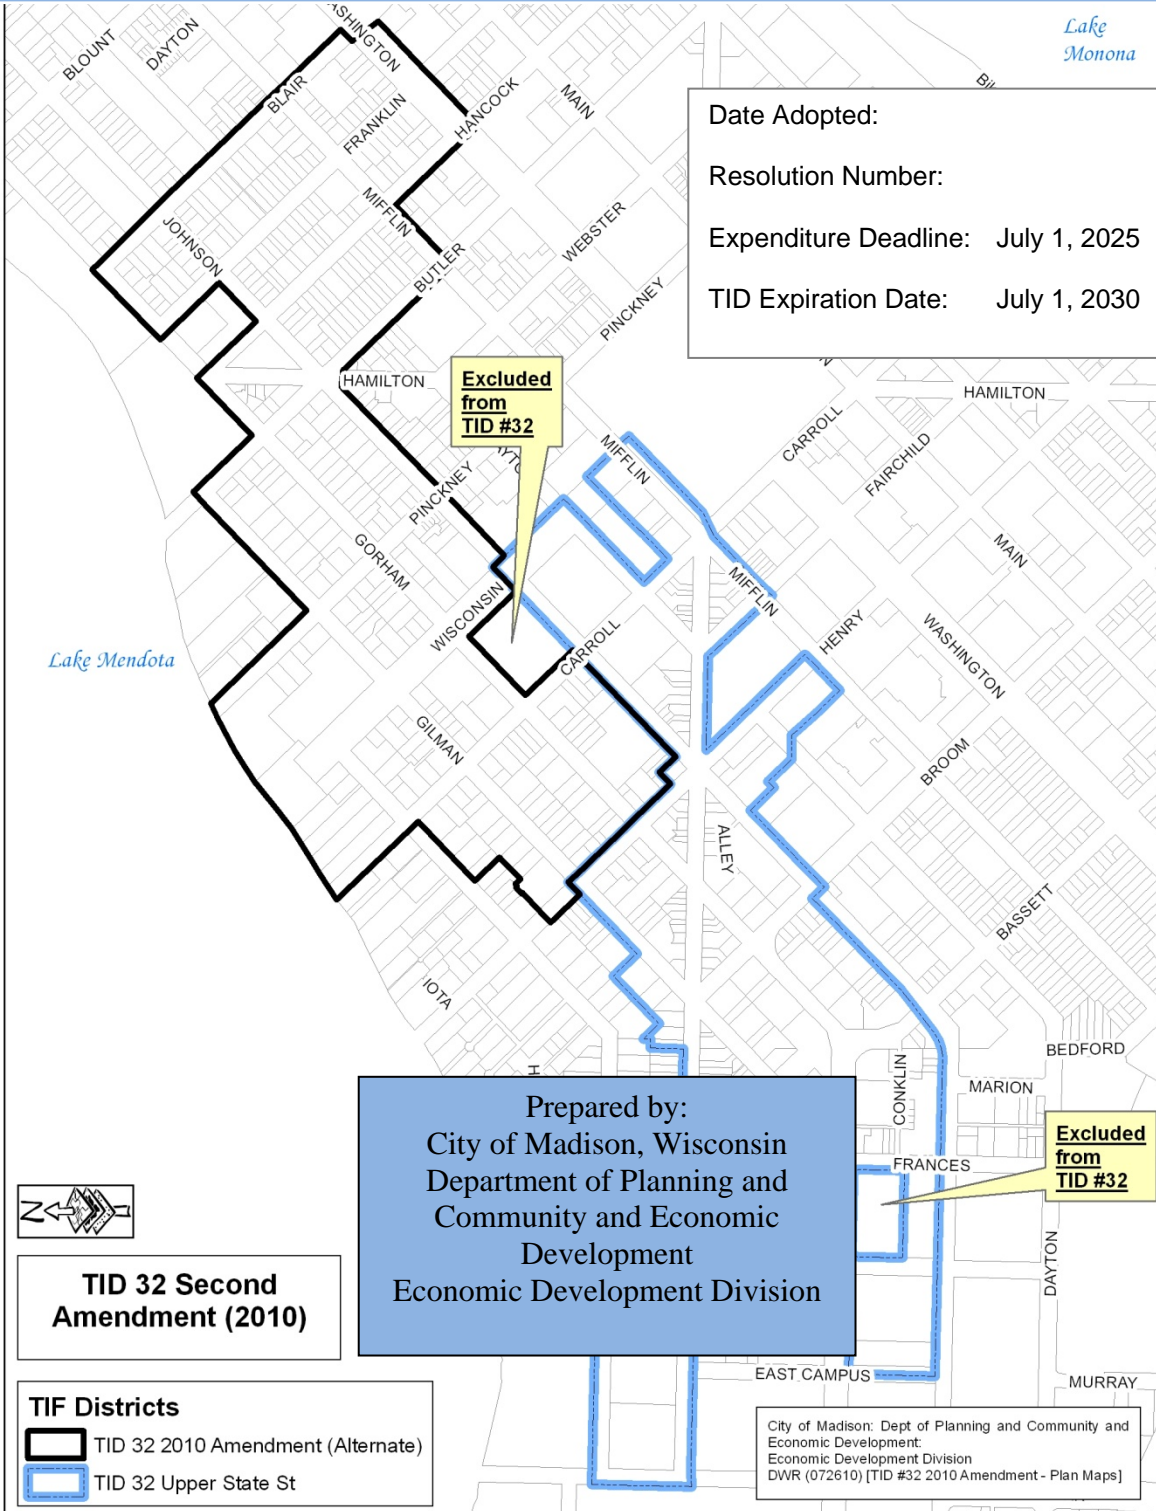 Lake
Monona
BLOUNT
DAYTON
BLAIR
FRANKLIN
HANCOCK
MAIN
Date Adopted:
Resolution Number:
Expenditure Deadline: July 1, 2025
TID Expiration Date: July 1, 2030
JOHNSON
MIFFLIN
BUTLER
WEBSTER
PINCKNEY
HAMILTON
Excluded
from
TID #32
HAMILTON
MIFFLIN
CARROLL
FAIRCHILD
PINCKNEY
GORHAM
WISCONSIN
MIFFLIN
MAIN
CARROLL
HENRY
WASHINGTON
Lake Mendota
GILMAN
BROOM
ALLEY
BASSETT
IOTA
BEDFORD
CONKLIN
MARION
Prepared by:
City of Madison, Wisconsin
Department of Planning and
Community and Economic
Development
Economic Development Division
FRANCES
Excluded
from
TID #32
N
DAYTON
TID 32 Second
Amendment (2010)
EAST CAMPUS
MURRAY
TIF Districts
TID 32 2010 Amendment (Alternate)
TID 32 Upper State St
City of Madison: Dept of Planning and Community and
Economic Development:
Economic Development Division
DWR (072610) [TID #32 2010 Amendment - Plan Maps]